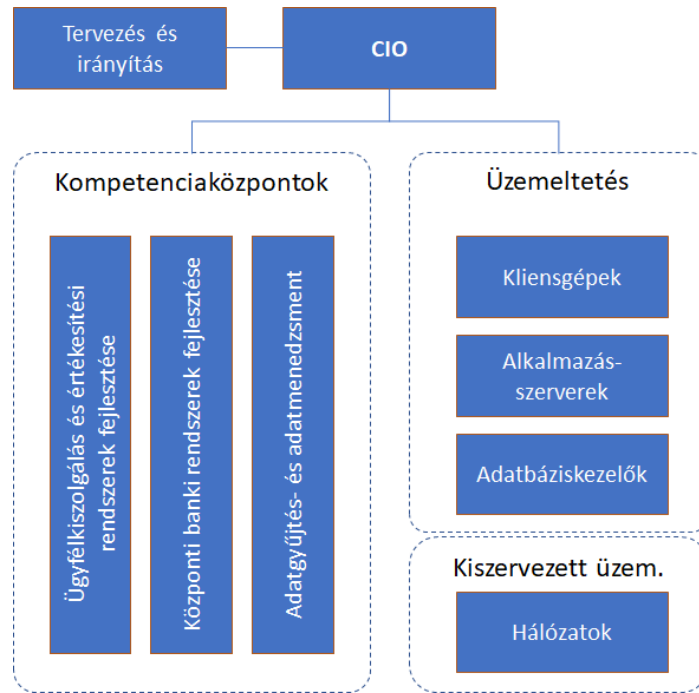 Tervezés és
irányítás
CIO
Kompetenciaközpontok
Ügyfélkiszolgálás és értékesítési
rendszerek fejlesztése
Központi banki rendszerek fejlesztése
Adatgyűjtés- és adatmenedzsment
Üzemeltetés
Kliensgépek
Alkalmazás-
szerverek
Adatbáziskezelők
Kiszervezett üzem.
Hálózatok